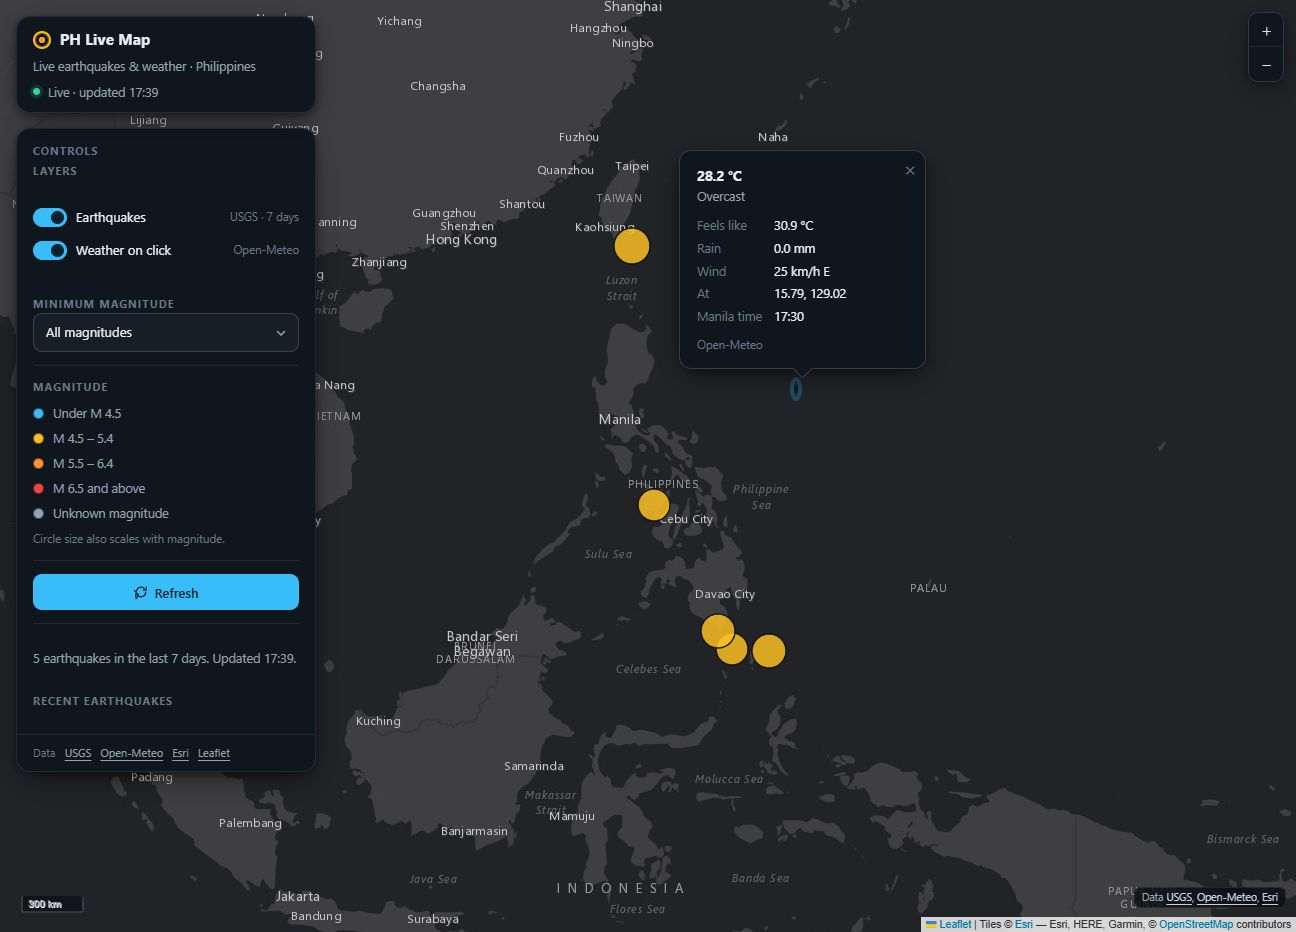 PH Live Map
Live earthquakes & weather · Philippines
Live · updated 17:39
CONTROLS
LAYERS
Earthquakes
USGS · 7 days
Weather on click
Open-Meteo
MINIMUM MAGNITUDE
All magnitudes
MAGNITUDE
Under M 4.5
M 4.5 – 5.4
M 5.5 – 6.4
M 6.5 and above
Unknown magnitude
Circle size also scales with magnitude.
Refresh
5 earthquakes in the last 7 days. Updated 17:39.
RECENT EARTHQUAKES
Data USGS Open-Meteo Esri Leaflet
28.2 °C
×
Overcast
Feels like 30.9 °C
Rain 0.0 mm
Wind 25 km/h E
At 15.79, 129.02
Manila time 17:30
Open-Meteo
+
−
Shanghai
Yichang
Hangzhou
Ningbo
Changsha
Lijiang
Fuzhou
Naha
Quanzhou
Taipei
TAIWAN
Shantou
Guangzhou
Shenzhen
Kaohsiung
Hong Kong
Zhanjiang
Luzon
Strait
Manila
PHILIPPINES
Philippine
Sea
Cebu City
Sulu Sea
Davao City
PALAU
Bandar Seri
Begawan
BRUNEI
DARUSSALAM
Celebes Sea
Kuching
Samarinda
Molucca Sea
Padang
Makassar
Strait
Mamuju
Palembang
Banjarmasin
Bismarck Sea
Java Sea
Banda Sea
INDONESIA
Jakarta
Bandung
Surabaya
Flores Sea
300 km
Data USGS, Open-Meteo, Esri
Leaflet | Tiles © Esri — Esri, HERE, Garmin, © OpenStreetMap contributors